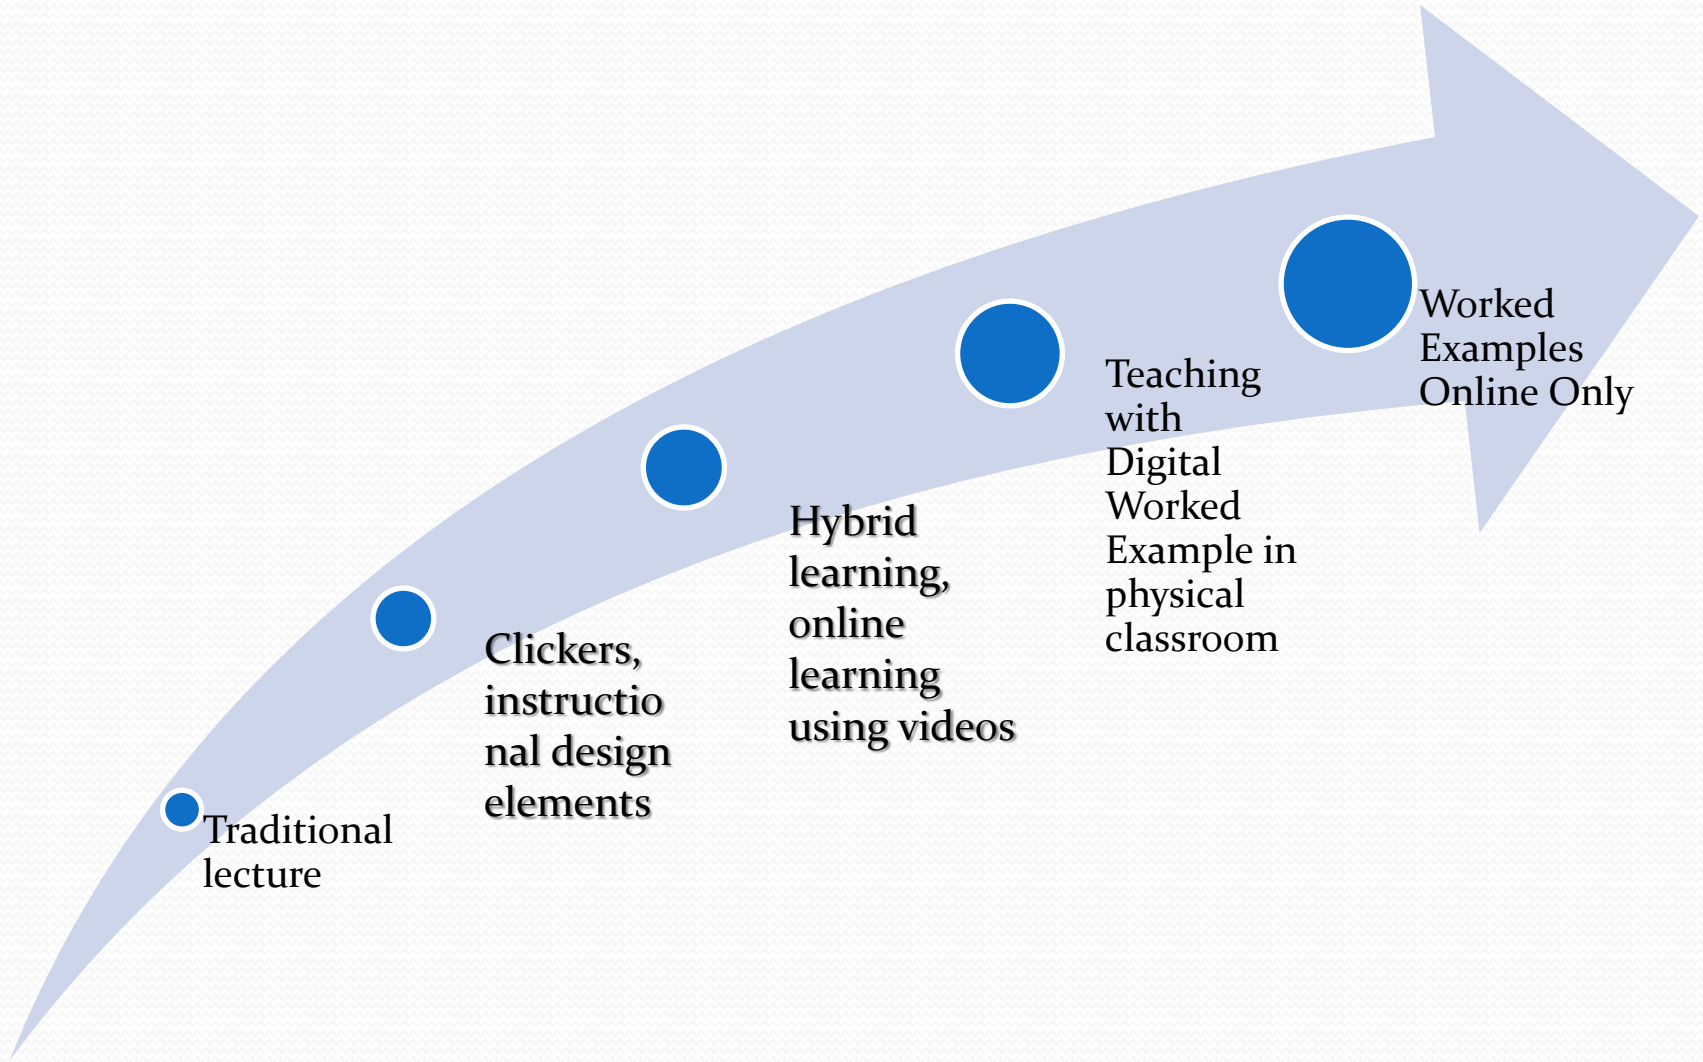 Traditional
lecture
Clickers,
instructio
nal design
elements
Hybrid
learning,
online
learning
using videos
Teaching
with
Digital
Worked
Example in
physical
classroom
Worked
Examples
Online Only